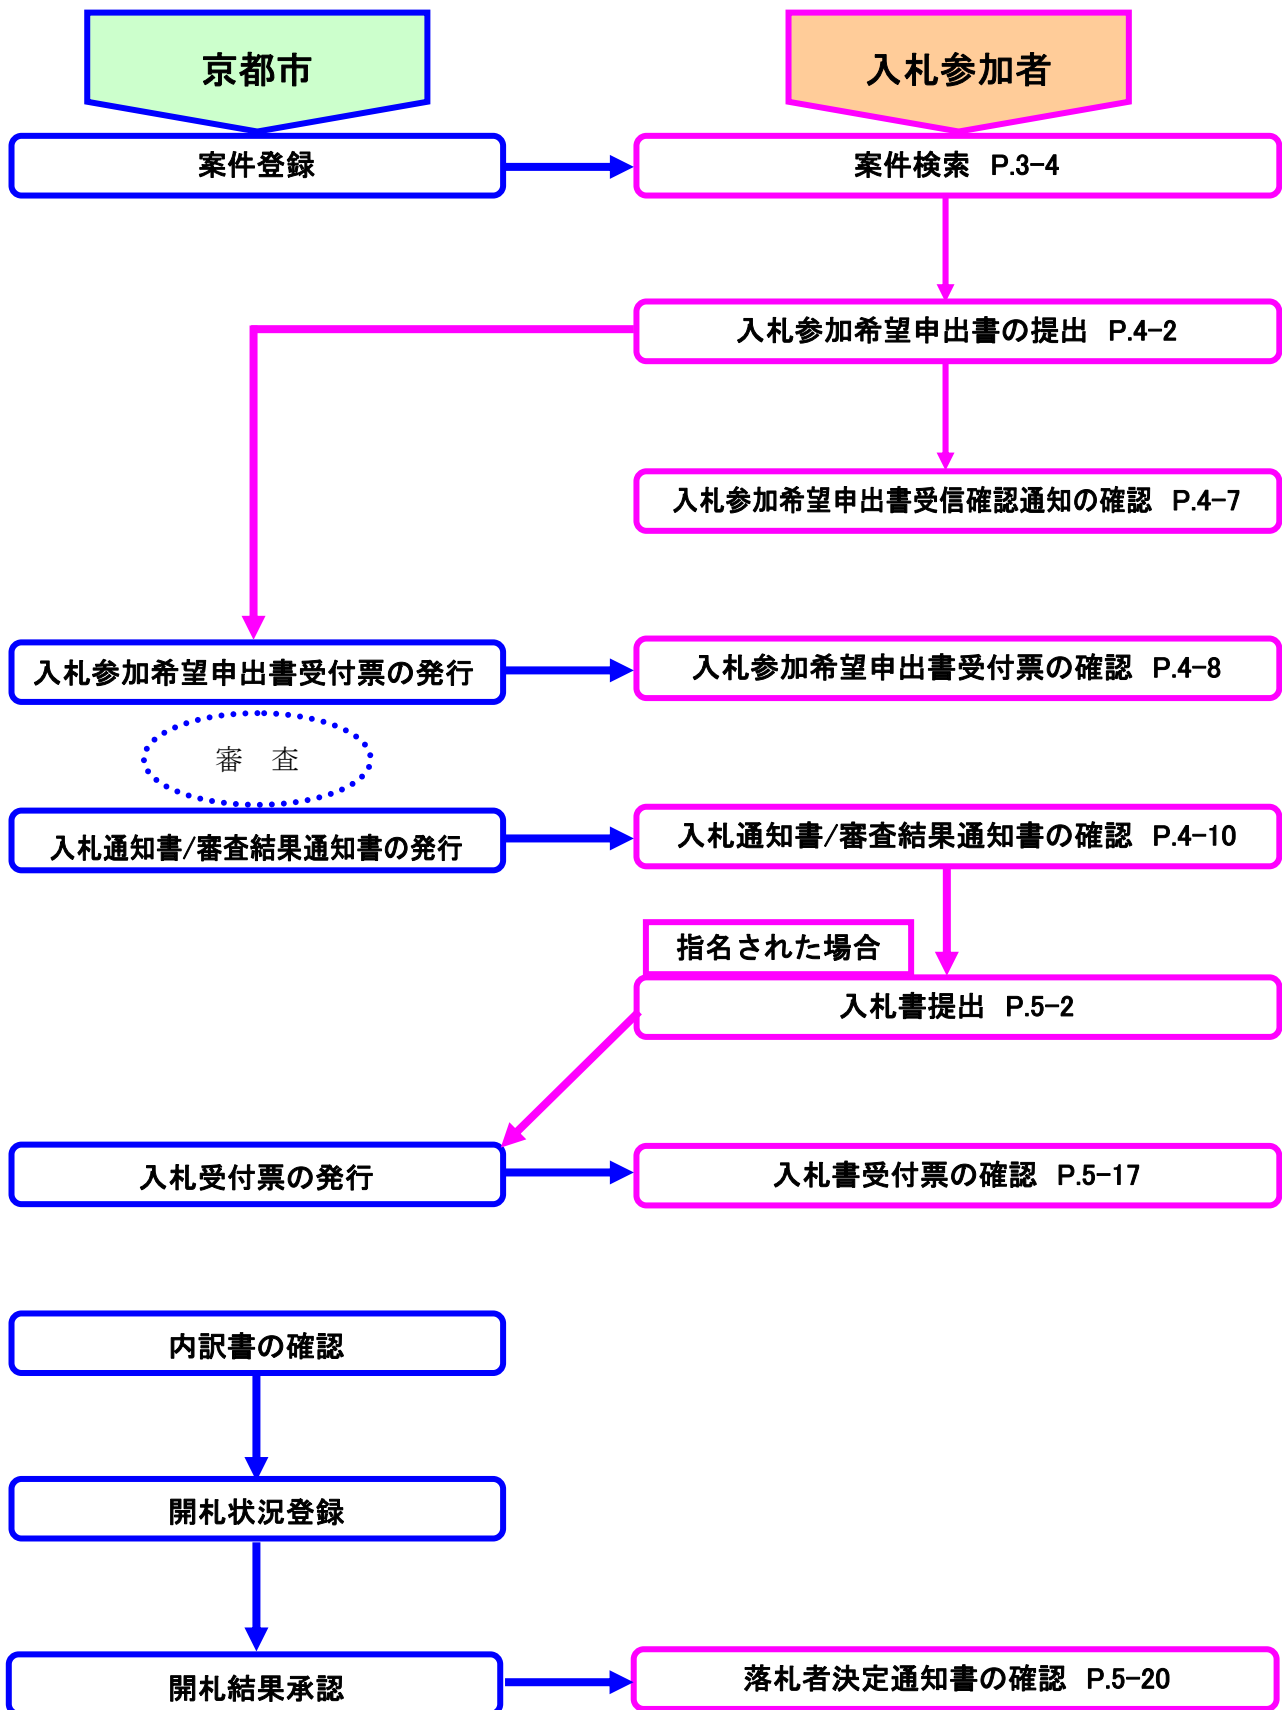 京都市
入札参加者
案件登録
案件検索 P.3-4
入札参加希望申出書の提出 P.4-2
入札参加希望申出書受信確認通知の確認 P.4-7
入札参加希望申出書受付票の発行
入札参加希望申出書受付票の確認 P.4-8
審 査
入札通知書/審査結果通知書の発行
入札通知書/審査結果通知書の確認 P.4-10
指名された場合
入札書提出 P.5-2
入札受付票の発行
入札書受付票の確認 P.5-17
内訳書の確認
開札状況登録
開札結果承認
落札者決定通知書の確認 P.5-20